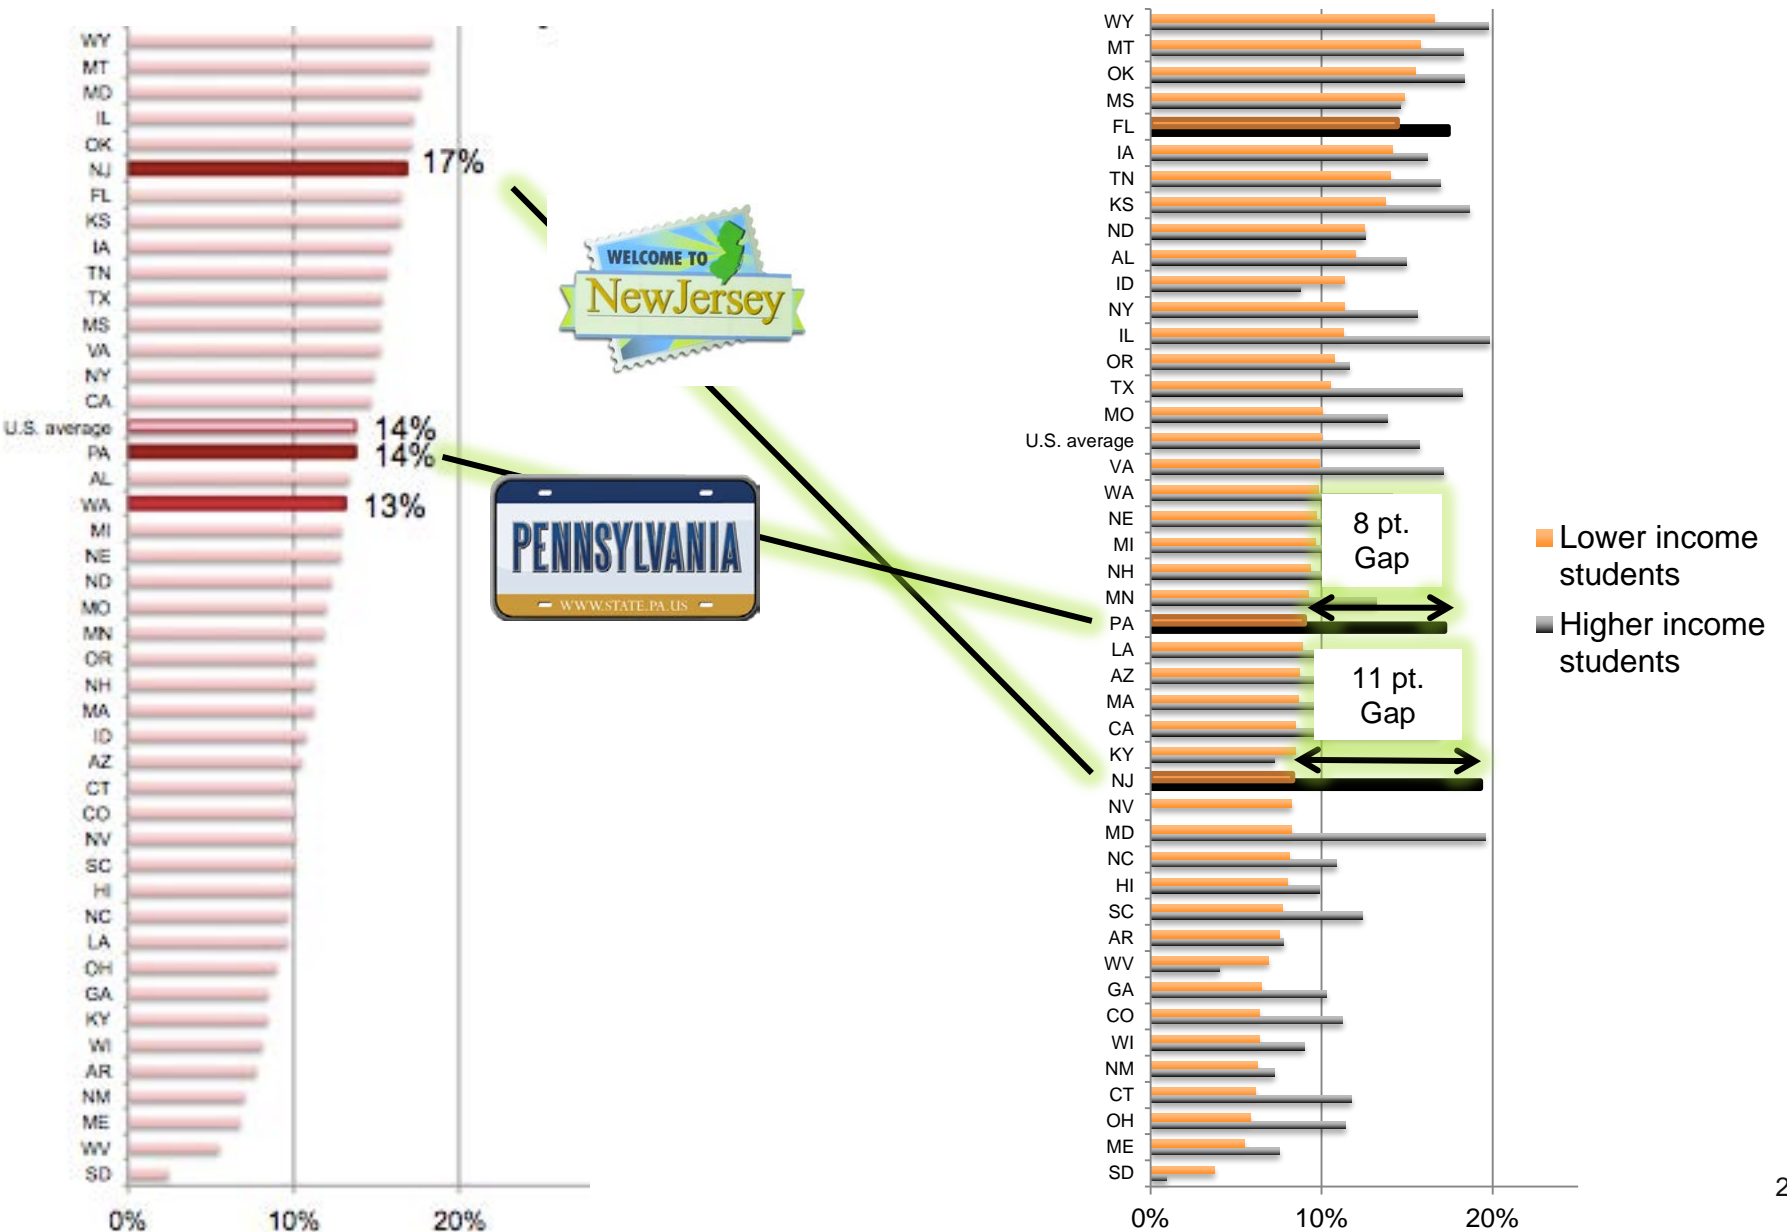 WY
MT
MD
IL
OK
NJ
17%
FL
KS
IA
TN
TX
MS
VA
NY
CA
U.S. average
14%
PA
14%
AL
WA
13%
MI
NE
ND
MO
MN
OR
NH
MA
ID
AZ
CT
CO
NV
SC
HI
NC
LA
OH
GA
KY
WI
AR
NM
ME
WV
SD
0%
10%
20%
WELCOME TO
New Jersey
PENNSYLVANIA
WWW.STATE.PA.US
WY
MT
OK
MS
FL
IA
TN
KS
ND
AL
ID
NY
IL
OR
TX
MO
U.S. average
VA
WA
NE
MI
NH
MN
PA
LA
AZ
MA
CA
KY
NJ
NV
MD
NC
HI
SC
AR
WV
GA
CO
WI
NM
CT
OH
ME
SD
0%
10%
20%
8 pt.
Gap
11 pt.
Gap
Lower income
students
Higher income
students
2